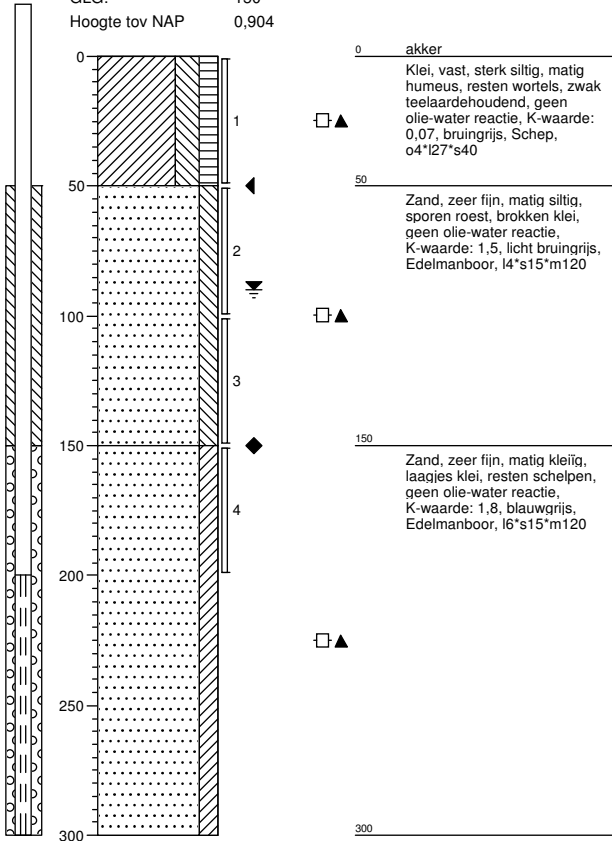 Hoogte tov NAP 0,904
0
50
100
150
200
250
300
1
2
3
4
0 akker
Klei, vast, sterk siltig, matig
humeus, resten wortels, zwak
teelaardehoudend, geen
olie-water reactie, K-waarde:
0,07, bruingrijs, Schep,
o4*l27*s40
50
Zand, zeer fijn, matig siltig,
sporen roest, brokken klei,
geen olie-water reactie,
K-waarde: 1,5, licht bruingrijs,
Edelmanboor, l4*s15*m120
150
Zand, zeer fijn, matig kleiïg,
laagjes klei, resten schelpen,
geen olie-water reactie,
K-waarde: 1,8, blauwgrijs,
Edelmanboor, l6*s15*m120
300